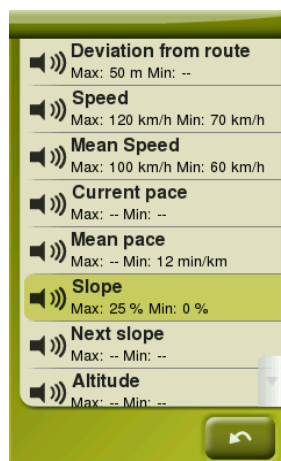 Deviation from route
Max: 50 m Min: --
Speed
Max: 120 km/h Min: 70 km/h
Mean Speed
Max: 100 km/h Min: 60 km/h
Current pace
Max: -- Min: --
Mean pace
Max: -- Min: 12 min/km
Slope
Max: 25 % Min: 0 %
Next slope
Max: -- Min: --
Altitude
Max: -- Min: --